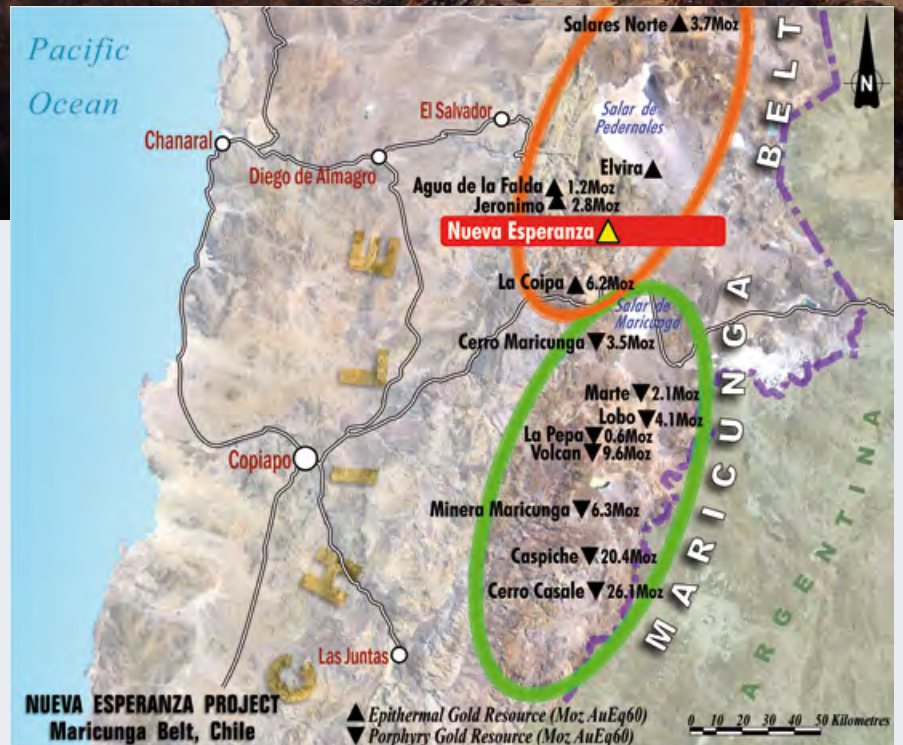 Pacific
Ocean
Salares Norte ▲ 3.7Moz
BELT
N
Salar de
Pedernales
El Salvador
Chanaral
Diego de Almagro
Elvira ▲
Agua de la Falda ▲ 1.2Moz
Jeronimo ▲ 2.8Moz
Nueva Esperanza ▲
La Coipa ▲ 6.2Moz
Salar de
Maricunga
Cerro Maricunga ▼ 3.5Moz
MARICUNGA
Marte ▼ 2.1Moz
Lobo ▼ 4.1Moz
La Pepa ▼ 0.6Moz
Volcan ▼ 9.6Moz
Copiapo
CHILE
Minera Maricunga ▼ 6.3Moz
Caspiche ▼ 20.4Moz
Cerro Casale ▼ 26.1Moz
ARGENTINA
Las Juntas
NUEVA ESPERANZA PROJECT
Maricunga Belt, Chile
▲ Epithermal Gold Resource (Moz AuEq60)
▼ Porphyry Gold Resource (Moz AuEq60)
0 10 20 30 40 50 Kilometres